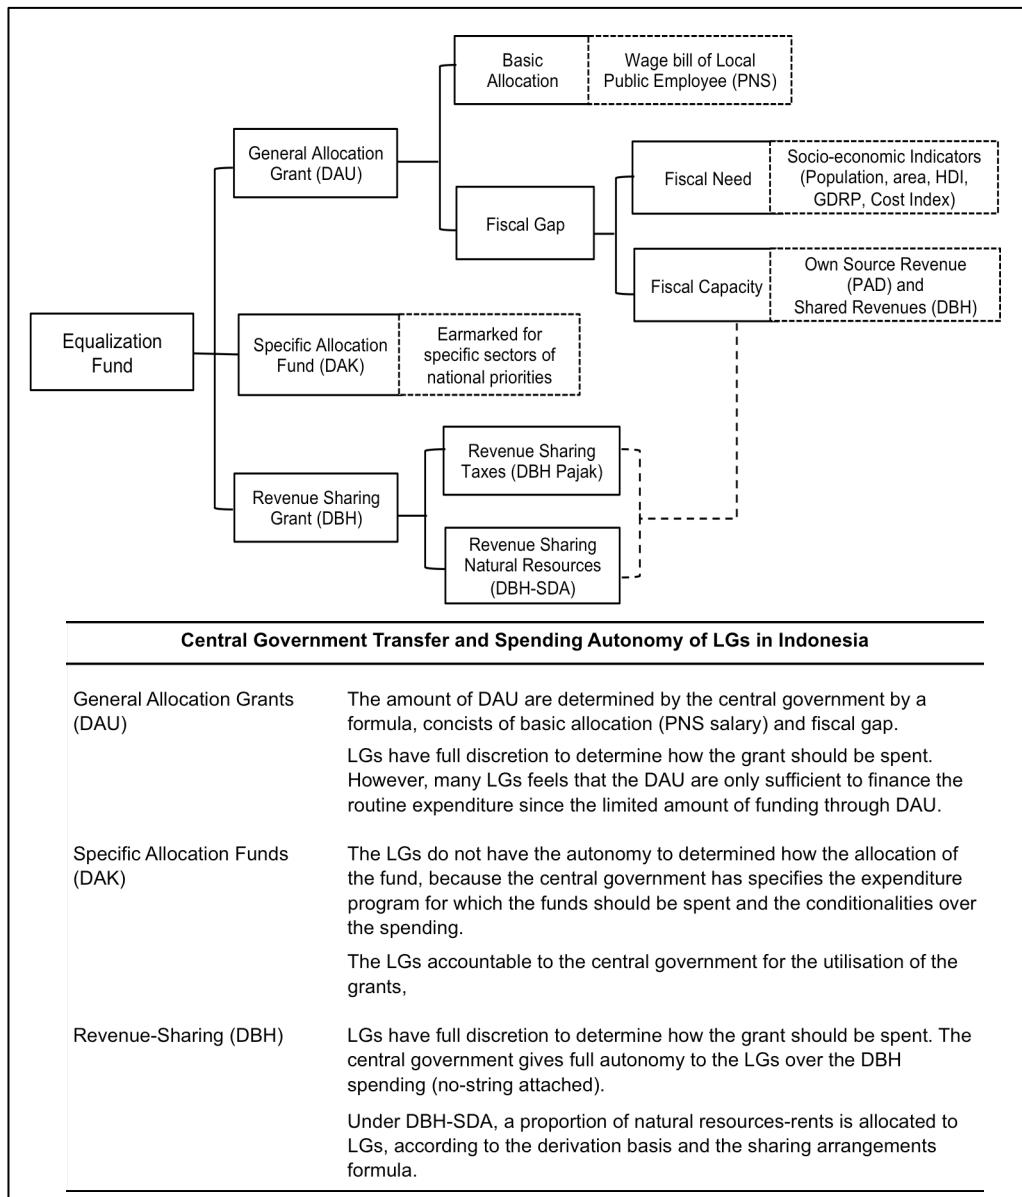 Basic
Allocation
Wage bill of Local
Public Employee (PNS)
General Allocation
Grant (DAU)
Fiscal Need
Socio-economic Indicators
(Population, area, HDI,
GDRP, Cost Index)
Fiscal Gap
Fiscal Capacity
Own Source Revenue
(PAD) and
Shared Revenues (DBH)
Equalization
Fund
Specific Allocation
Fund (DAK)
Earmarked for
specific sectors of
national priorities
Revenue Sharing
Taxes (DBH Pajak)
Revenue Sharing
Grant (DBH)
Revenue Sharing
Natural Resources
(DBH-SDA)
Central Government Transfer and Spending Autonomy of LGs in Indonesia
General Allocation Grants
(DAU)
The amount of DAU are determined by the central government by a
formula, concists of basic allocation (PNS salary) and fiscal gap.
LGs have full discretion to determine how the grant should be spent.
However, many LGs feels that the DAU are only sufficient to finance the
routine expenditure since the limited amount of funding through DAU.
Specific Allocation Funds
(DAK)
The LGs do not have the autonomy to determined how the allocation of
the fund, because the central government has specifies the expenditure
program for which the funds should be spent and the conditionalities over
the spending.
The LGs accountable to the central government for the utilisation of the
grants,
Revenue-Sharing (DBH)
LGs have full discretion to determine how the grant should be spent. The
central government gives full autonomy to the LGs over the DBH
spending (no-string attached).
Under DBH-SDA, a proportion of natural resources-rents is allocated to
LGs, according to the derivation basis and the sharing arrangements
formula.